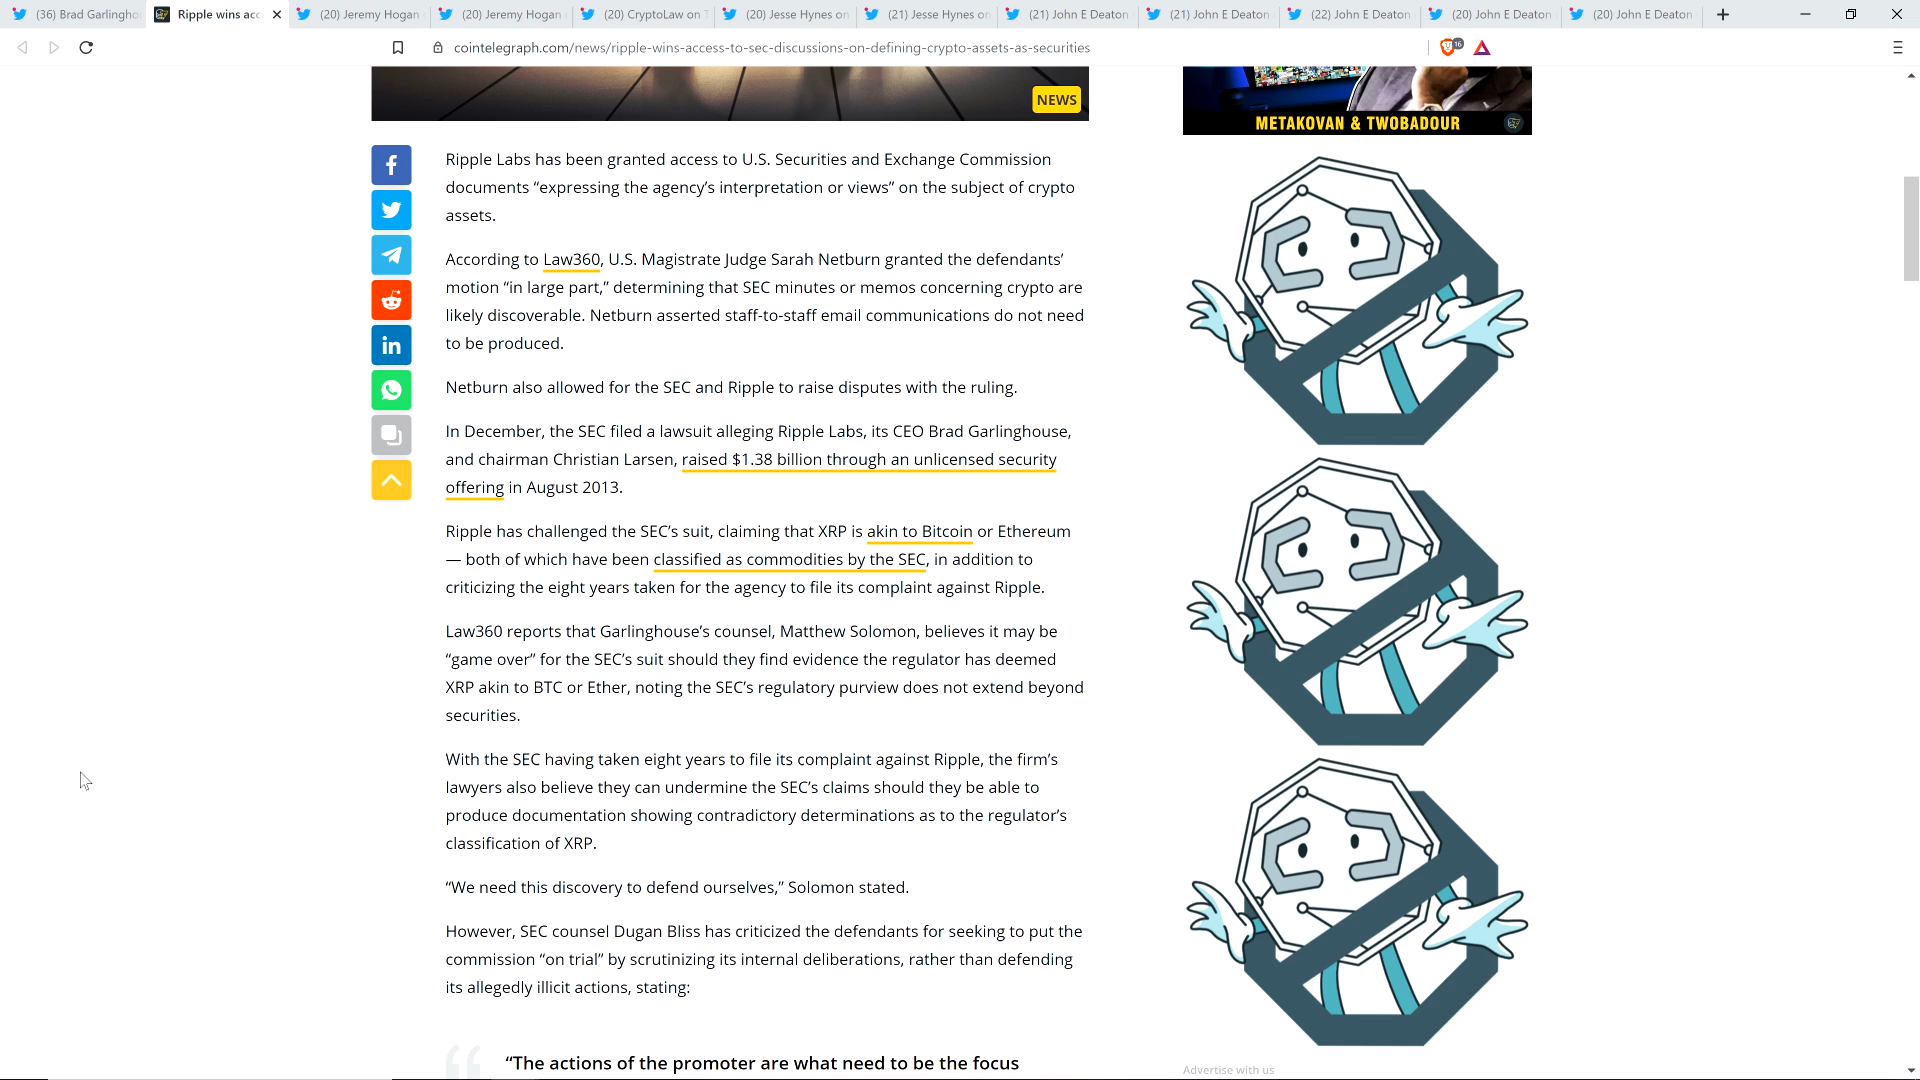 (36) Brad Garlingho
Ripple wins acc
(20) Jeremy Hogan
(20) Jeremy Hogan
(20) CryptoLaw on T
(20) Jesse Hynes on
(21) Jesse Hynes on
(21) John E Deaton
(21) John E Deaton
(22) John E Deaton
(20) John E Deaton
(20) John E Deaton
cointelegraph.com/news/ripple-wins-access-to-sec-discussions-on-defining-crypto-assets-as-securities
16
NEWS
METAKOVAN & TWOBADOUR
Ripple Labs has been granted access to U.S. Securities and Exchange Commission
documents “expressing the agency’s interpretation or views” on the subject of crypto
assets.
According to Law360, U.S. Magistrate Judge Sarah Netburn granted the defendants’
motion “in large part,” determining that SEC minutes or memos concerning crypto are
likely discoverable. Netburn asserted staff-to-staff email communications do not need
to be produced.
Netburn also allowed for the SEC and Ripple to raise disputes with the ruling.
In December, the SEC filed a lawsuit alleging Ripple Labs, its CEO Brad Garlinghouse,
and chairman Christian Larsen, raised $1.38 billion through an unlicensed security
offering in August 2013.
Ripple has challenged the SEC’s suit, claiming that XRP is akin to Bitcoin or Ethereum
— both of which have been classified as commodities by the SEC, in addition to
criticizing the eight years taken for the agency to file its complaint against Ripple.
Law360 reports that Garlinghouse’s counsel, Matthew Solomon, believes it may be
“game over” for the SEC’s suit should they find evidence the regulator has deemed
XRP akin to BTC or Ether, noting the SEC’s regulatory purview does not extend beyond
securities.
With the SEC having taken eight years to file its complaint against Ripple, the firm’s
lawyers also believe they can undermine the SEC’s claims should they be able to
produce documentation showing contradictory determinations as to the regulator’s
classification of XRP.
“We need this discovery to defend ourselves,” Solomon stated.
However, SEC counsel Dugan Bliss has criticized the defendants for seeking to put the
commission “on trial” by scrutinizing its internal deliberations, rather than defending
its allegedly illicit actions, stating:
“The actions of the promoter are what need to be the focus
Advertise with us